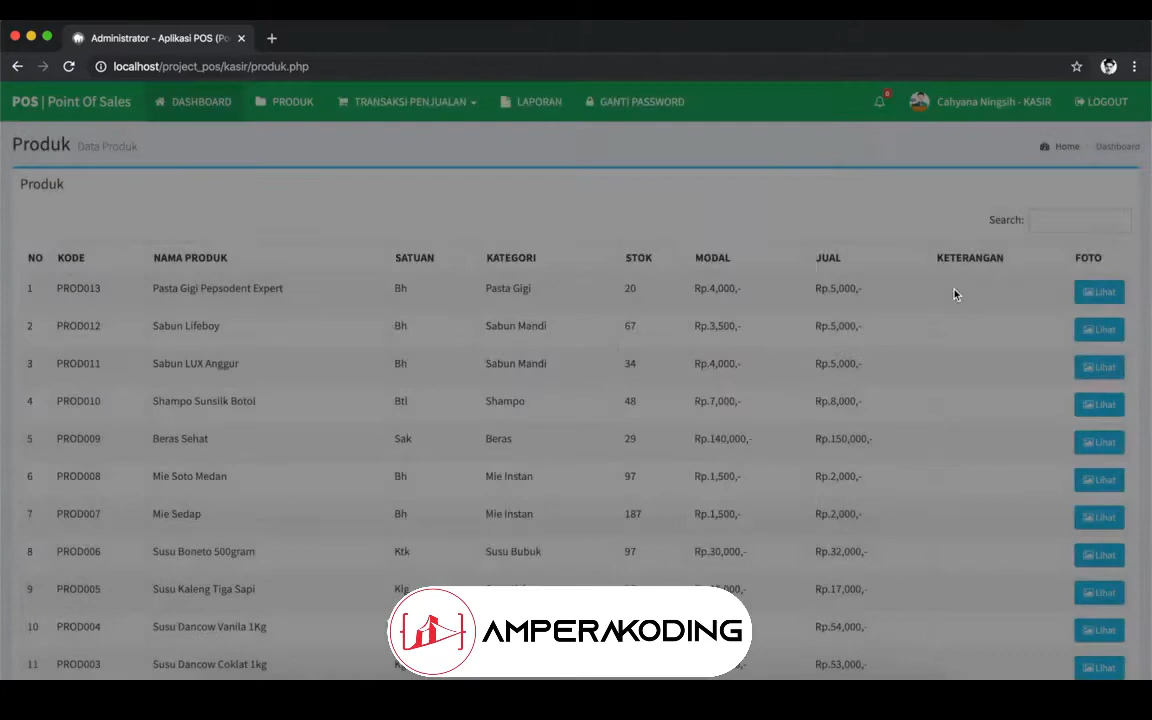 Administrator - Aplikasi POS (Po
localhost/project_pos/kasir/produk.php
POS | Point Of Sales DASHBOARD PRODUK TRANSAKSI PENJUALAN LAPORAN GANTI PASSWORD 0 Cahyana Ningsih - KASIR LOGOUT
Produk Data Produk Home Dashboard
Produk
Search:
NO KODE NAMA PRODUK SATUAN KATEGORI STOK MODAL JUAL KETERANGAN FOTO
1 PROD013 Pasta Gigi Pepsodent Expert Bh Pasta Gigi 20 Rp.4,000,- Rp.5,000,- Lihat
2 PROD012 Sabun Lifeboy Bh Sabun Mandi 67 Rp.3,500,- Rp.5,000,- Lihat
3 PROD011 Sabun LUX Anggur Bh Sabun Mandi 34 Rp.4,000,- Rp.5,000,- Lihat
4 PROD010 Shampo Sunsilk Botol Btl Shampo 48 Rp.7,000,- Rp.8,000,- Lihat
5 PROD009 Beras Sehat Sak Beras 29 Rp.140,000,- Rp.150,000,- Lihat
6 PROD008 Mie Soto Medan Bh Mie Instan 97 Rp.1,500,- Rp.2,000,- Lihat
7 PROD007 Mie Sedap Bh Mie Instan 187 Rp.1,500,- Rp.2,000,- Lihat
8 PROD006 Susu Boneto 500gram Ktk Susu Bubuk 97 Rp.30,000,- Rp.32,000,- Lihat
9 PROD005 Susu Kaleng Tiga Sapi Klg Rp.17,000,- Lihat
10 PROD004 Susu Dancow Vanila 1Kg Rp.54,000,- Lihat
11 PROD003 Susu Dancow Coklat 1kg Rp.53,000,- Lihat
AMPERAKODING